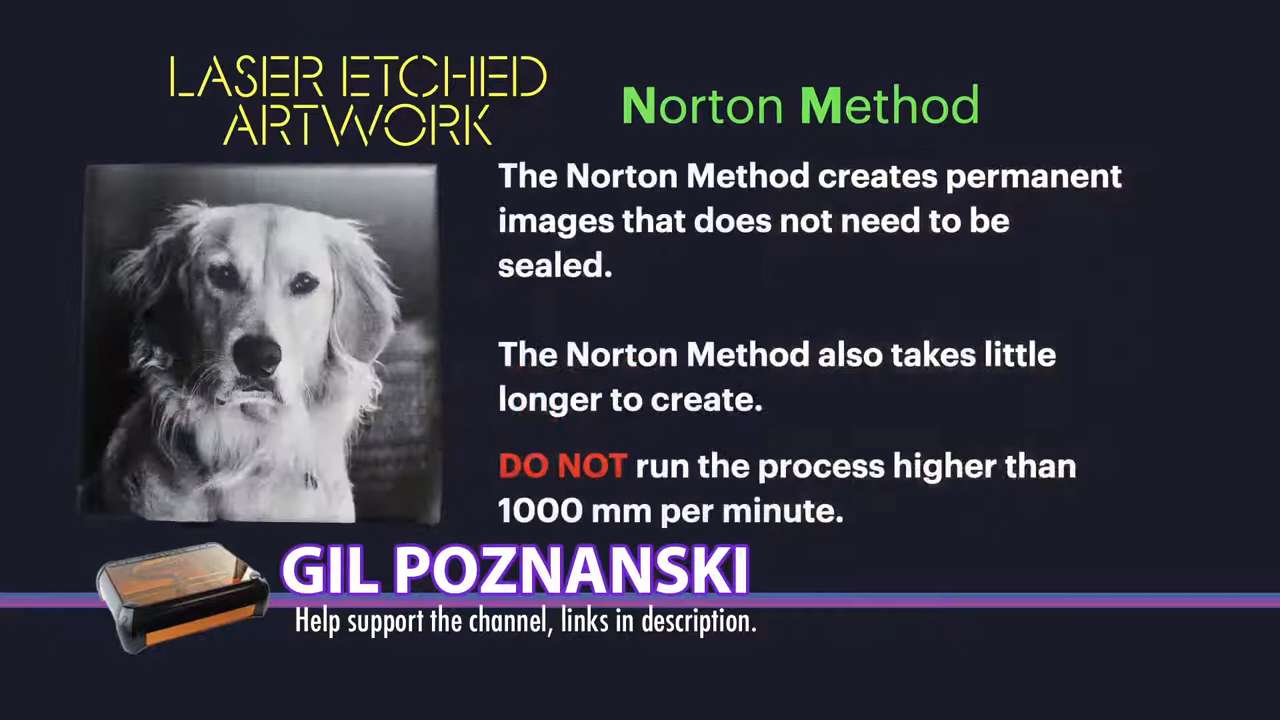 LASER ETCHED
ARTWORK
Norton Method
The Norton Method creates permanent
images that does not need to be
sealed.
The Norton Method also takes little
longer to create.
DO NOT run the process higher than
1000 mm per minute.
GIL POZNANSKI
Help support the channel, links in description.